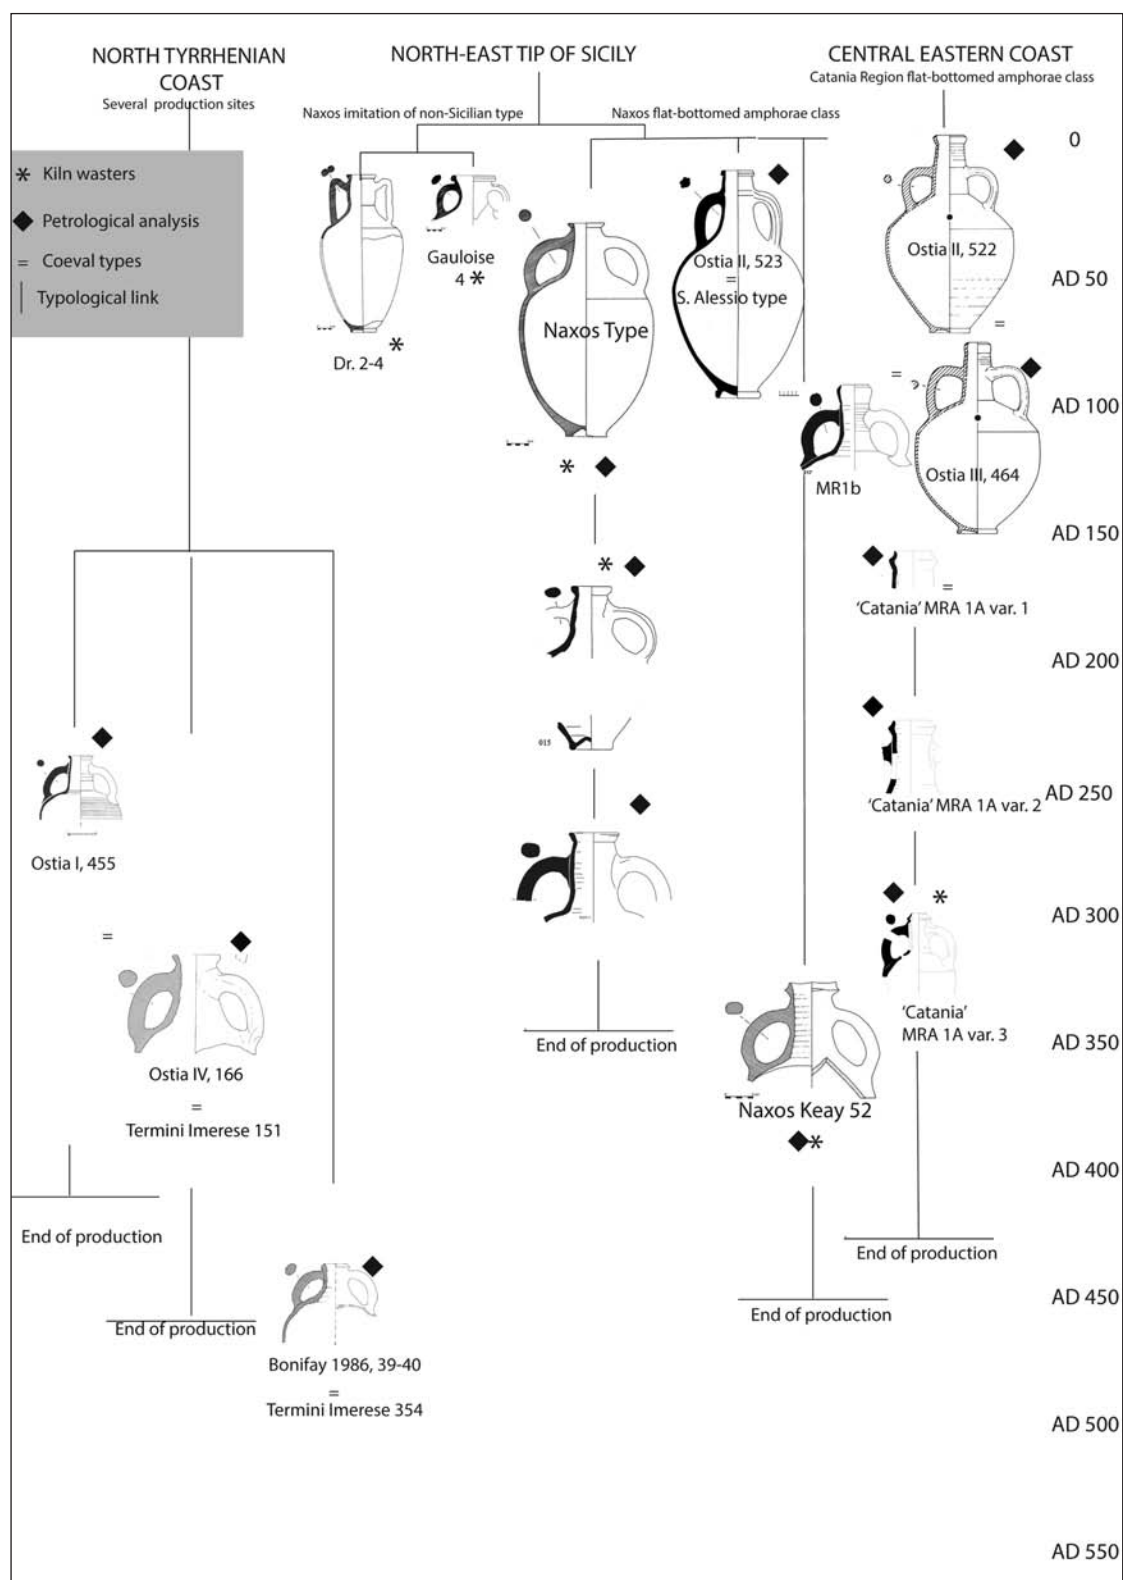 NORTH TYRRHENIAN
COAST
Several production sites
NORTH-EAST TIP OF SICILY
CENTRAL EASTERN COAST
Catania Region flat-bottomed amphorae class
Naxos imitation of non-Sicilian type
Naxos flat-bottomed amphorae class
* Kiln wasters
◆ Petrological analysis
= Coeval types
| Typological link
0
AD 50
AD 100
AD 150
AD 200
AD 250
AD 300
AD 350
AD 400
AD 450
AD 500
AD 550
Dr. 2-4
*
Gauloise
4 *
Naxos Type
* ◆
Ostia II, 523
=
S. Alessio type
MR1b
Ostia II, 522
=
=
Ostia III, 464
=
'Catania' MRA 1A var. 1
'Catania' MRA 1A var. 2
*
'Catania'
MRA 1A var. 3
End of production
* ◆
015
End of production
Naxos Keay 52
◆*
End of production
Ostia I, 455
=
Ostia IV, 166
=
Termini Imerese 151
End of production
End of production
Bonifay 1986, 39-40
=
Termini Imerese 354